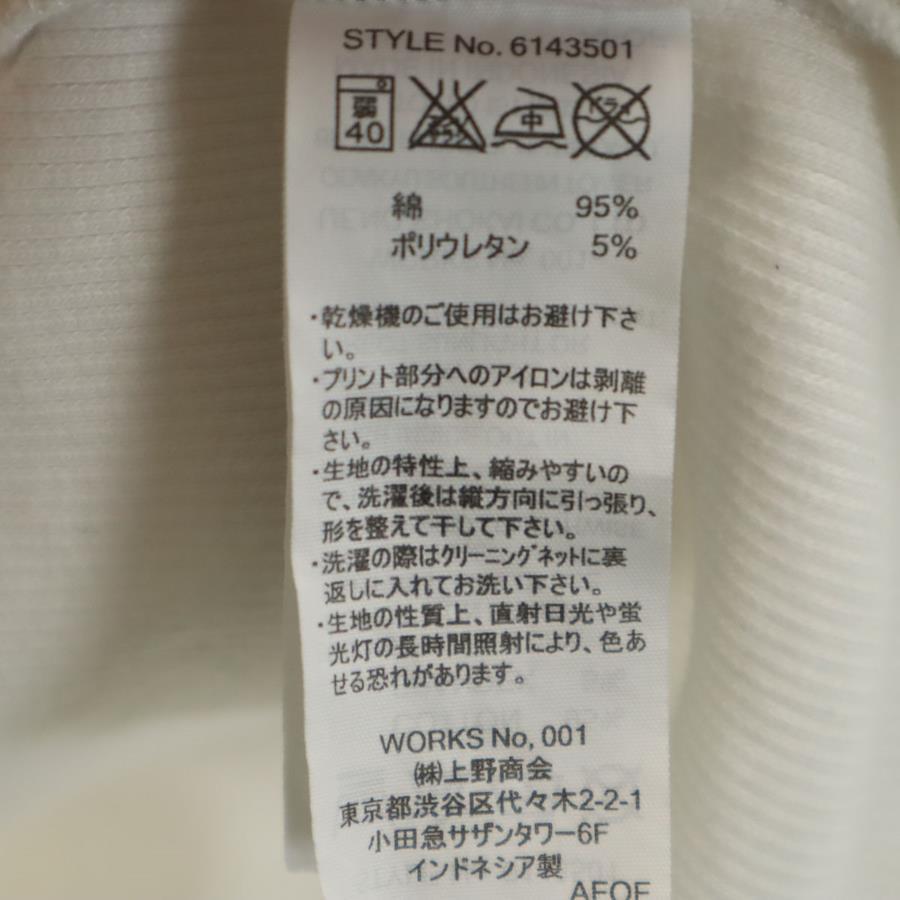 STYLE No. 6143501
弱
40
エンソ
サラシ
中
ドライ
綿 95%
ポリウレタン 5%
・乾燥機のご使用はお避け下さ
い。
・プリント部分へのアイロンは剥離
の原因になりますのでお避け下
さい。
・生地の特性上、縮みやすいの
で、洗濯後は縦方向に引っ張り、
形を整えて干して下さい。
・洗濯の際はクリーニングネットに裏
返しに入れてお洗い下さい。
・生地の性質上、直射日光や蛍
光灯の長時間照射により、色あ
せる恐れがあります。
WORKS No, 001
㈱上野商会
東京都渋谷区代々木2-2-1
小田急サザンタワー6F
インドネシア製
AEOE